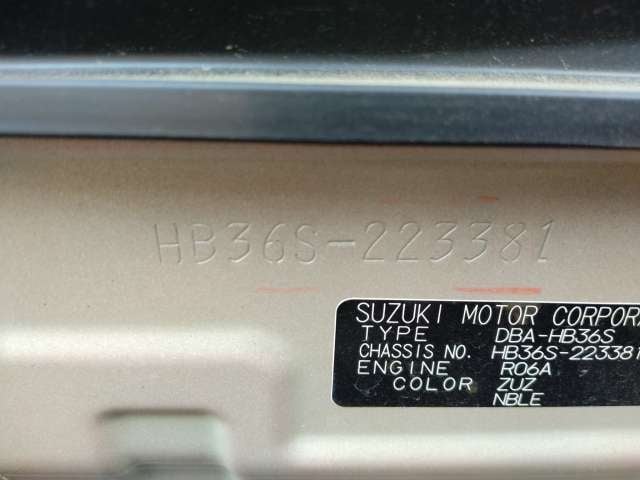 HB36S-223381
SUZUKI MOTOR CORPORA
TYPE DBA-HB36S
CHASSIS NO. HB36S-223381
ENGINE R06A
COLOR ZUZ
NBLE